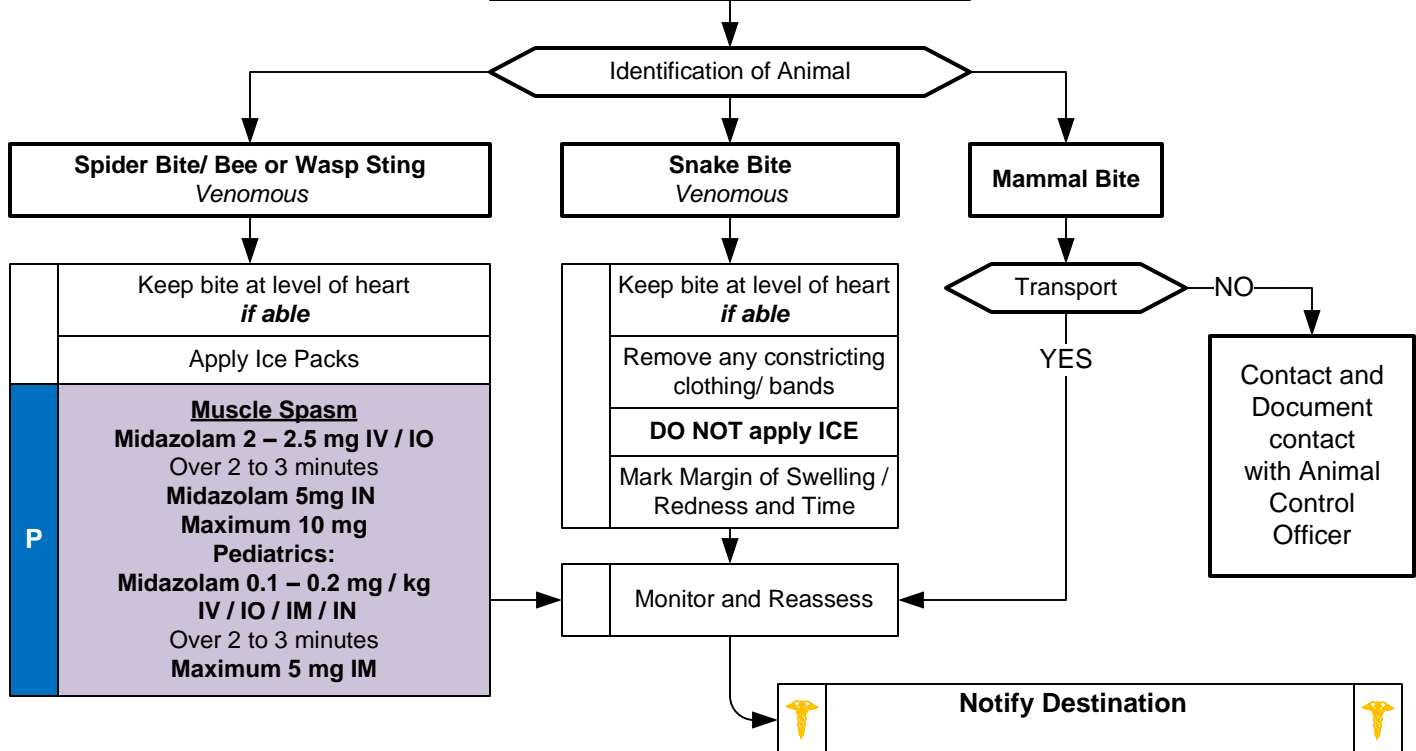 Identification of Animal
Spider Bite/ Bee or Wasp Sting
Venomous
Snake Bite
Venomous
Mammal Bite
Keep bite at level of heart
if able
Apply Ice Packs
P
Muscle Spasm
Midazolam 2 – 2.5 mg IV / IO
Over 2 to 3 minutes
Midazolam 5mg IN
Maximum 10 mg
Pediatrics:
Midazolam 0.1 – 0.2 mg / kg
IV / IO / IM / IN
Over 2 to 3 minutes
Maximum 5 mg IM
Keep bite at level of heart
if able
Remove any constricting
clothing/ bands
DO NOT apply ICE
Mark Margin of Swelling /
Redness and Time
Transport
NO
YES
Contact and
Document
contact
with Animal
Control
Officer
Monitor and Reassess
Notify Destination